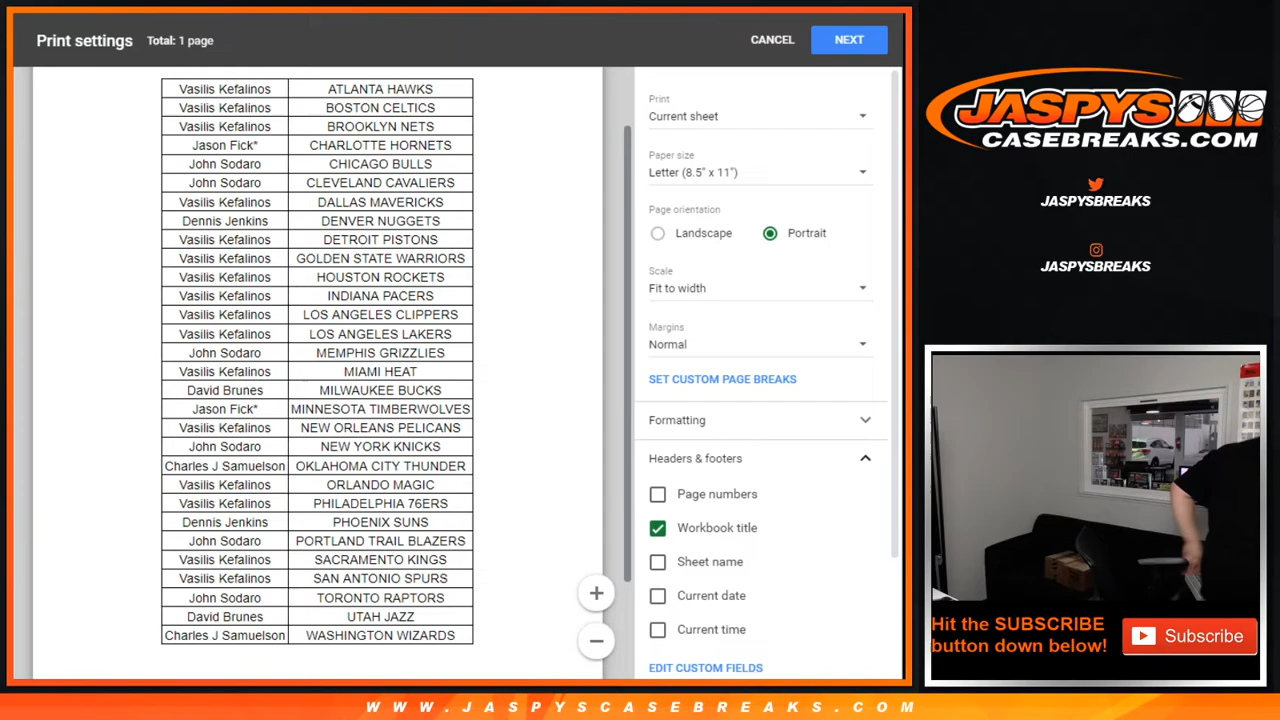 Print settings Total: 1 page CANCEL NEXT
Vasilis Kefalinos ATLANTA HAWKS
Vasilis Kefalinos BOSTON CELTICS
Vasilis Kefalinos BROOKLYN NETS
Jason Fick* CHARLOTTE HORNETS
John Sodaro CHICAGO BULLS
John Sodaro CLEVELAND CAVALIERS
Vasilis Kefalinos DALLAS MAVERICKS
Dennis Jenkins DENVER NUGGETS
Vasilis Kefalinos DETROIT PISTONS
Vasilis Kefalinos GOLDEN STATE WARRIORS
Vasilis Kefalinos HOUSTON ROCKETS
Vasilis Kefalinos INDIANA PACERS
Vasilis Kefalinos LOS ANGELES CLIPPERS
Vasilis Kefalinos LOS ANGELES LAKERS
John Sodaro MEMPHIS GRIZZLIES
Vasilis Kefalinos MIAMI HEAT
David Brunes MILWAUKEE BUCKS
Jason Fick* MINNESOTA TIMBERWOLVES
Vasilis Kefalinos NEW ORLEANS PELICANS
John Sodaro NEW YORK KNICKS
Charles J Samuelson OKLAHOMA CITY THUNDER
Vasilis Kefalinos ORLANDO MAGIC
Vasilis Kefalinos PHILADELPHIA 76ERS
Dennis Jenkins PHOENIX SUNS
John Sodaro PORTLAND TRAIL BLAZERS
Vasilis Kefalinos SACRAMENTO KINGS
Vasilis Kefalinos SAN ANTONIO SPURS
John Sodaro TORONTO RAPTORS
David Brunes UTAH JAZZ
Charles J Samuelson WASHINGTON WIZARDS
Print
Current sheet
Paper size
Letter (8.5" x 11")
Page orientation
Landscape Portrait
Scale
Fit to width
Margins
Normal
SET CUSTOM PAGE BREAKS
Formatting
Headers & footers
Page numbers
Workbook title
Sheet name
Current date
Current time
EDIT CUSTOM FIELDS
JASPYS
CASEBREAKS.COM
JASPYSBREAKS
JASPYSBREAKS
Hit the SUBSCRIBE
button down below!
Subscribe
WWW.JASPYSCASEBREAKS.COM